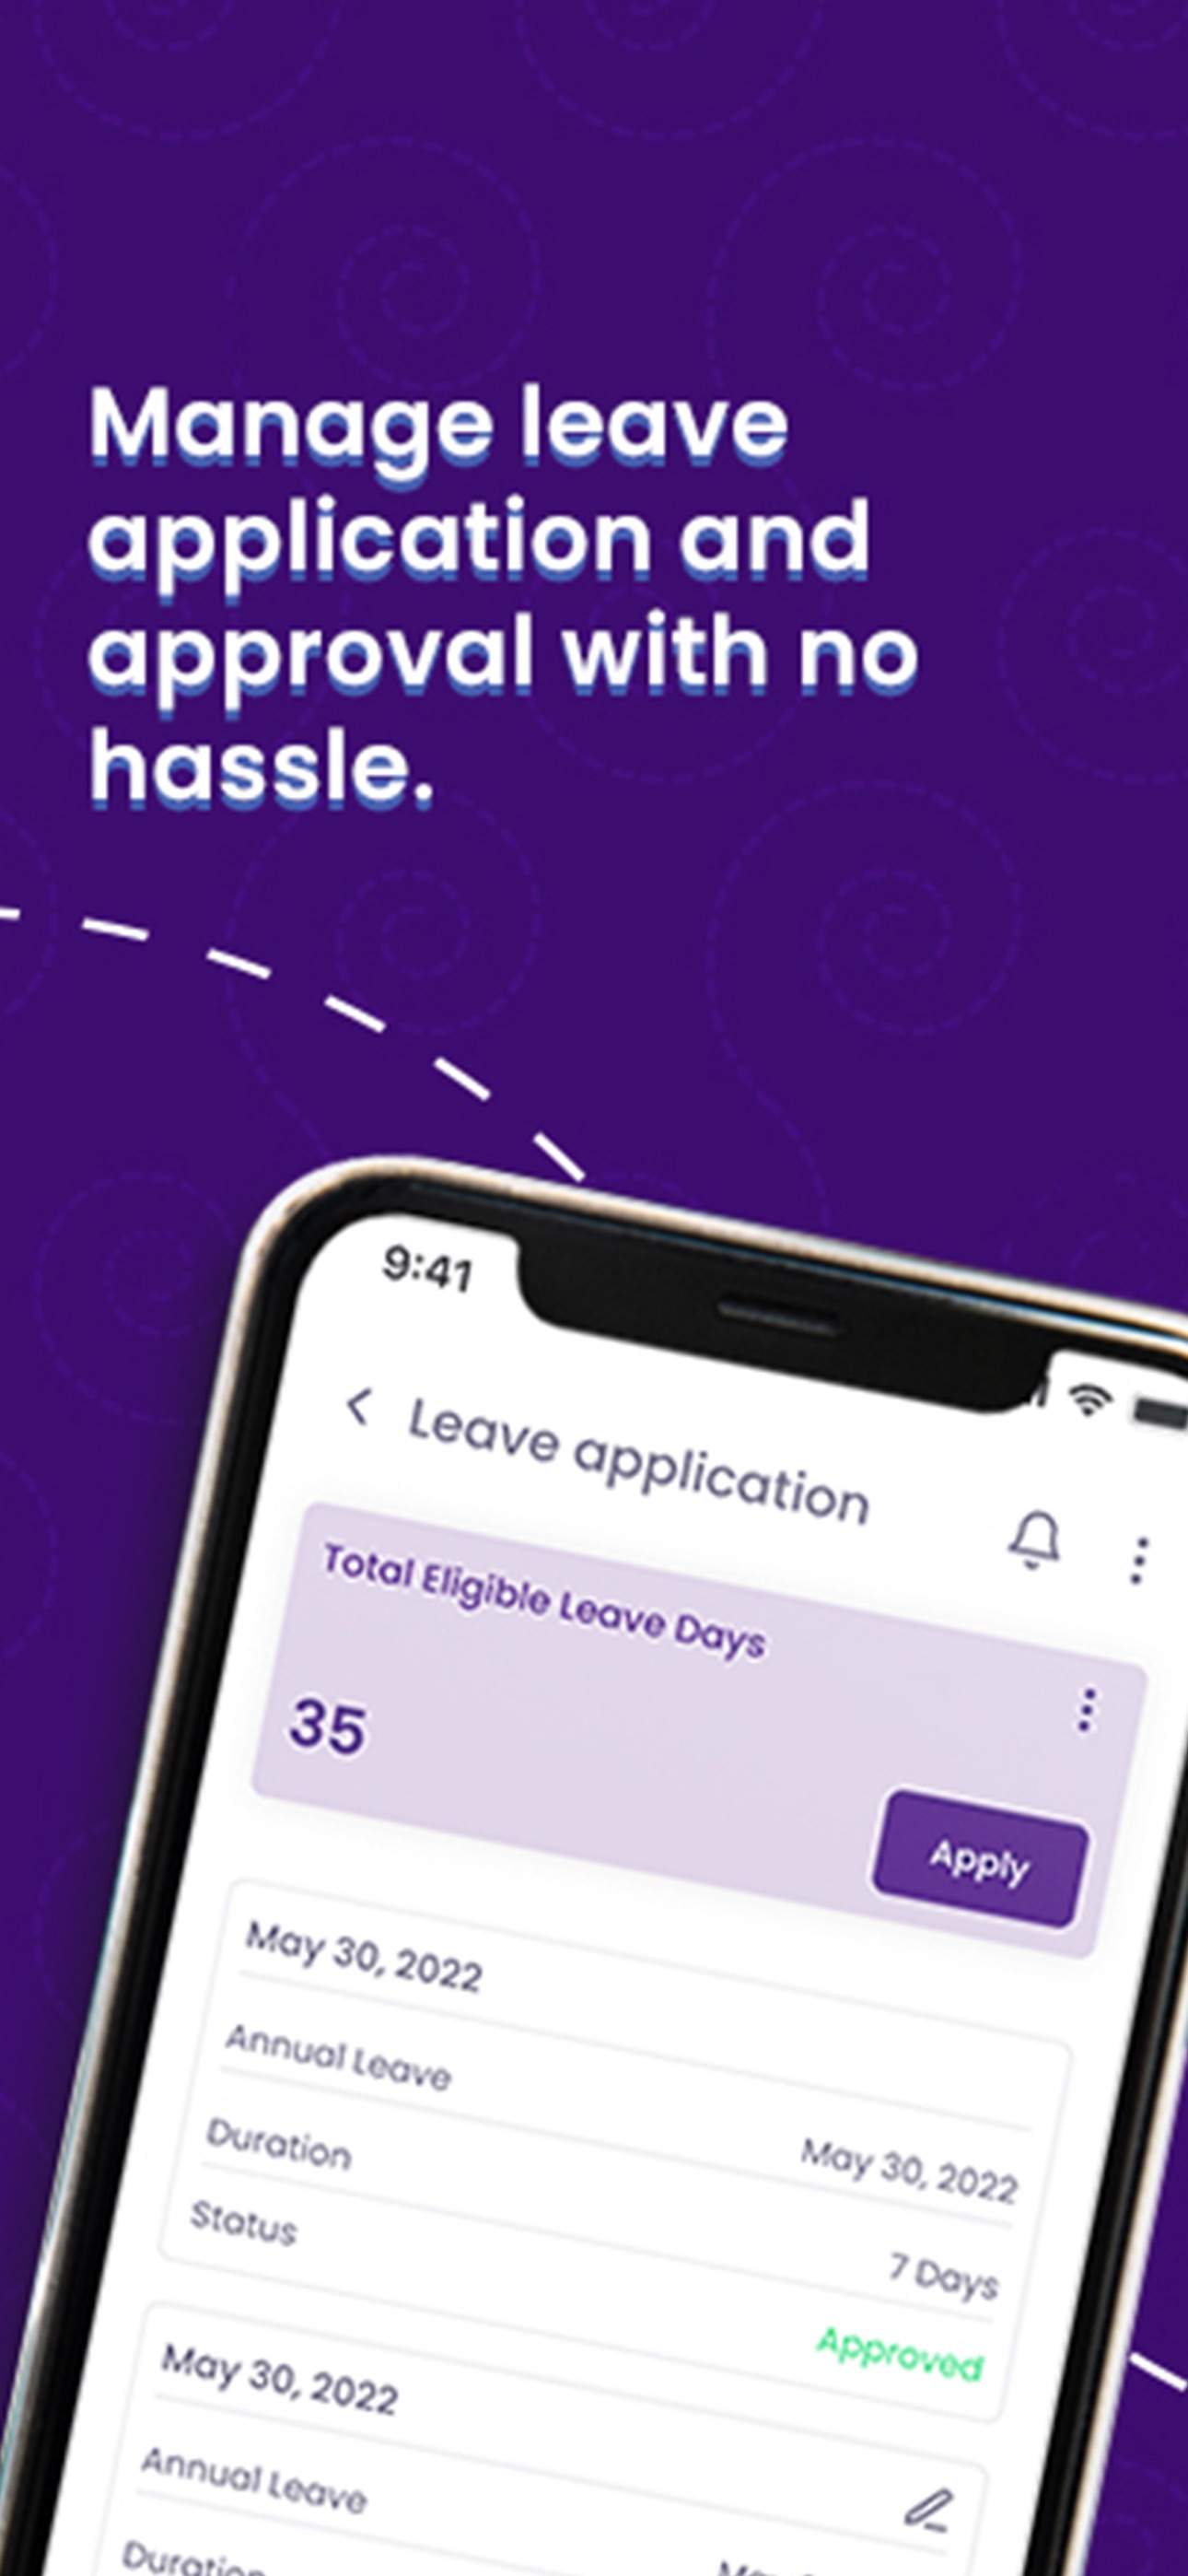 Manage leave
application and
approval with no
hassle.
9:41
Leave application
Total Eligible Leave Days
35
Apply
May 30, 2022
Annual Leave
May 30, 2022
Duration
7 Days
Status
Approved
May 30, 2022
Annual Leave